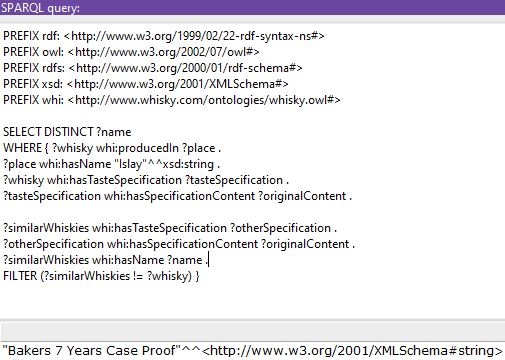 SPARQL query:
PREFIX rdf: <http://www.w3.org/1999/02/22-rdf-syntax-ns#>
PREFIX owl: <http://www.w3.org/2002/07/owl#>
PREFIX rdfs: <http://www.w3.org/2000/01/rdf-schema#>
PREFIX xsd: <http://www.w3.org/2001/XMLSchema#>
PREFIX whi: <http://www.whisky.com/ontologies/whisky.owl#>
SELECT DISTINCT ?name
WHERE { ?whisky whi:producedIn ?place .
?place whi:hasName "Islay"^^xsd:string .
?whisky whi:hasTasteSpecification ?tasteSpecification .
?tasteSpecification whi:hasSpecificationContent ?originalContent .
?similarWhiskies whi:hasTasteSpecification ?otherSpecification .
?otherSpecification whi:hasSpecificationContent ?originalContent .
?similarWhiskies whi:hasName ?name .
FILTER (?similarWhiskies != ?whisky) }
"Bakers 7 Years Case Proof"^^<http://www.w3.org/2001/XMLSchema#string>